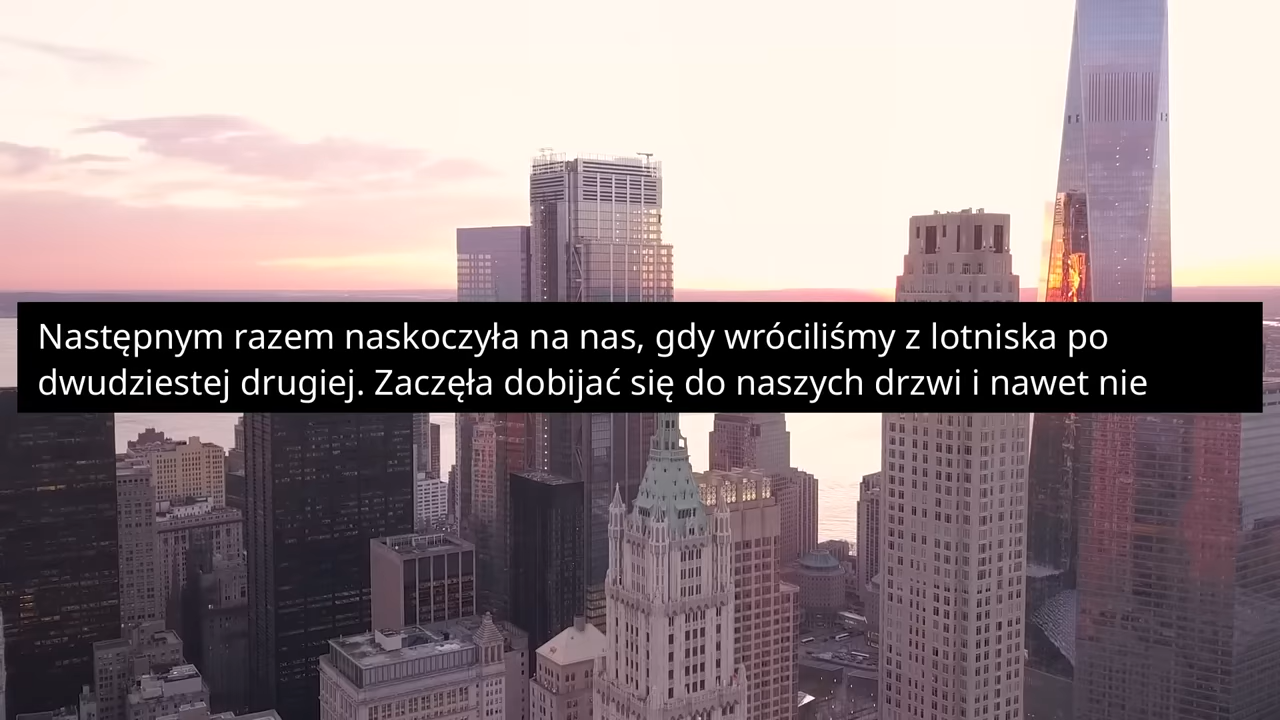 Następnym razem naskoczyła na nas, gdy wróciliśmy z lotniska po
dwudziestej drugiej. Zaczęła dobijać się do naszych drzwi i nawet nie